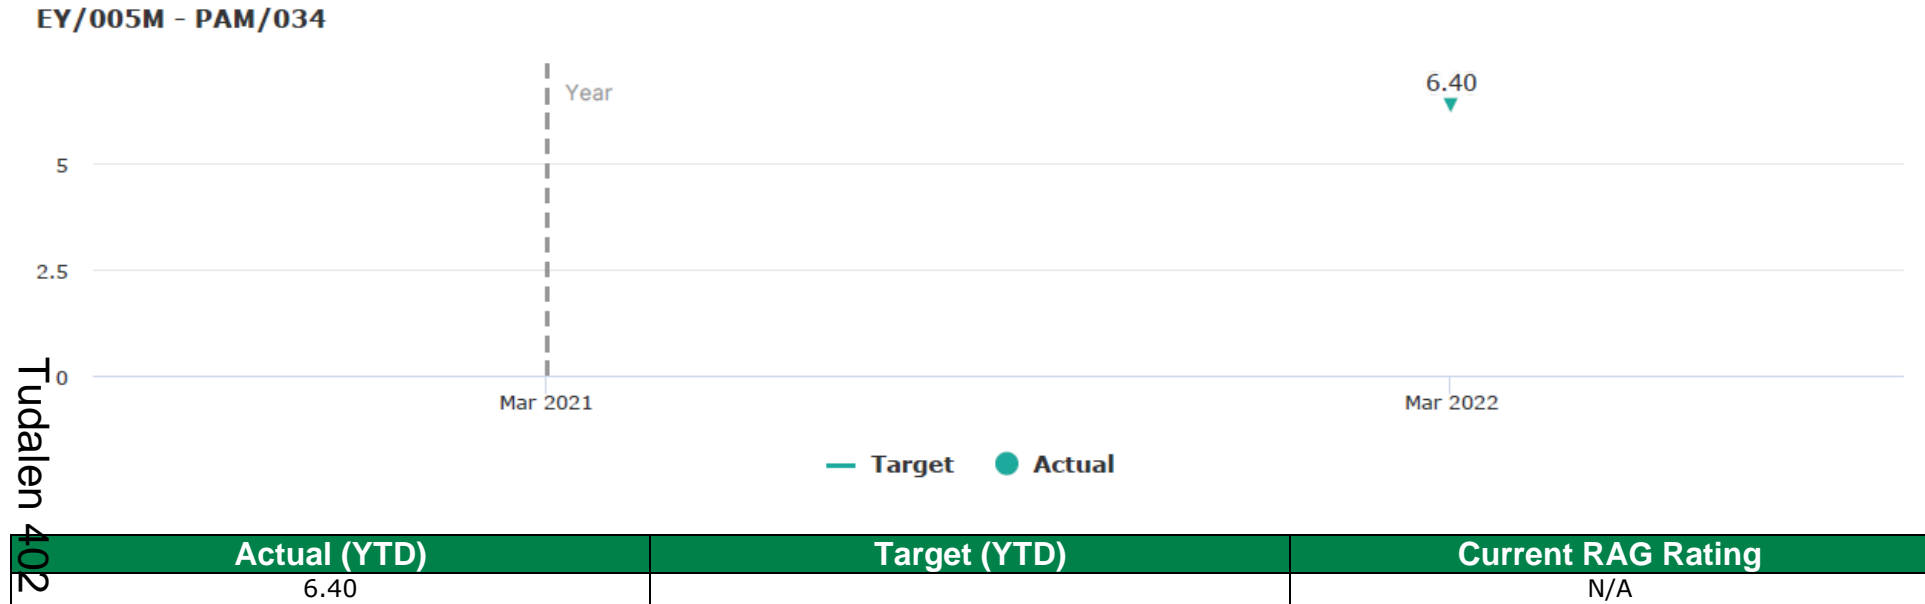 EY/005M - PAM/034
Year
6.40
5
2.5
0
Mar 2021
Mar 2022
Target
Actual
Tudalen 402
Actual (YTD)
Target (YTD)
Current RAG Rating
6.40
N/A